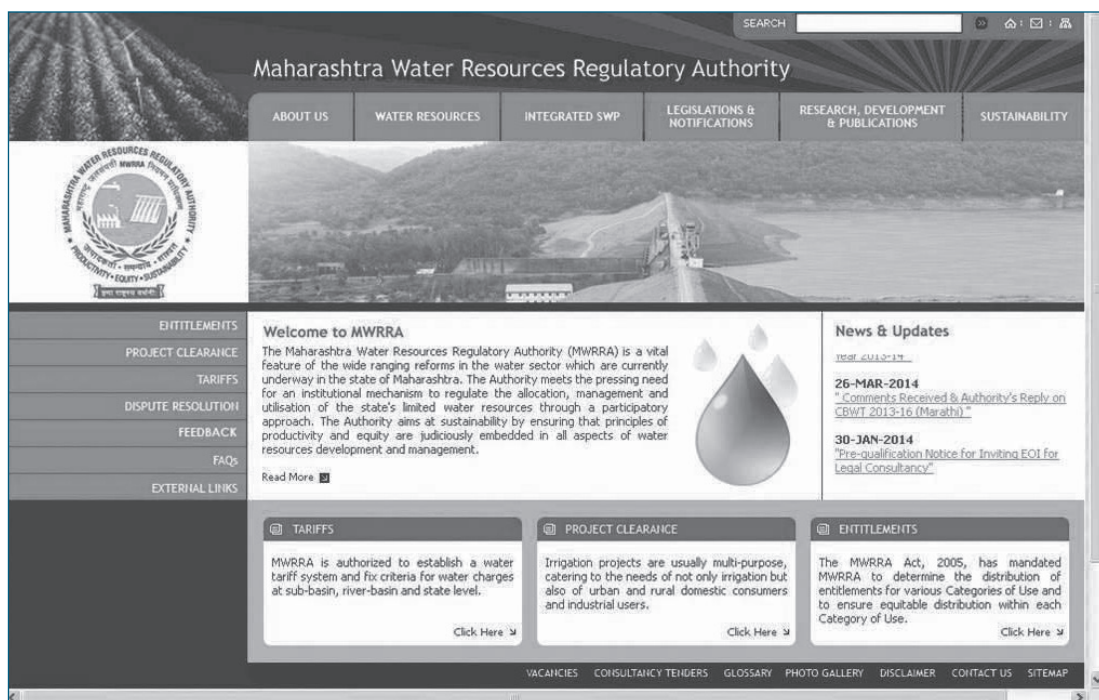 SEARCH
Maharashtra Water Resources Regulatory Authority
ABOUT US
WATER RESOURCES
INTEGRATED SWP
LEGISLATIONS &
NOTIFICATIONS
RESEARCH, DEVELOPMENT
& PUBLICATIONS
SUSTAINABILITY
MAHARASHTRA WATER RESOURCES REGULATORY AUTHORITY
MWRRA
PRODUCTIVITY • EQUITY • SUSTAINABILITY
ENTITLEMENTS
PROJECT CLEARANCE
TARIFFS
DISPUTE RESOLUTION
FEEDBACK
FAQs
EXTERNAL LINKS
Welcome to MWRRA
The Maharashtra Water Resources Regulatory Authority (MWRRA) is a vital
feature of the wide ranging reforms in the water sector which are currently
underway in the state of Maharashtra. The Authority meets the pressing need
for an institutional mechanism to regulate the allocation, management and
utilisation of the state's limited water resources through a participatory
approach. The Authority aims at sustainability by ensuring that principles of
productivity and equity are judiciously embedded in all aspects of water
resources development and management.
Read More
News & Updates
Year 2013-14
26-MAR-2014
" Comments Received & Authority's Reply on
CBWT 2013-16 (Marathi) "
30-JAN-2014
"Pre-qualification Notice for Inviting EOI for
Legal Consultancy"
TARIFFS
MWRRA is authorized to establish a water
tariff system and fix criteria for water charges
at sub-basin, river-basin and state level.
Click Here
PROJECT CLEARANCE
Irrigation projects are usually multi-purpose,
catering to the needs of not only irrigation but
also of urban and rural domestic consumers
and industrial users.
Click Here
ENTITLEMENTS
The MWRRA Act, 2005, has mandated
MWRRA to determine the distribution of
entitlements for various Categories of Use and
to ensure equitable distribution within each
Category of Use.
Click Here
VACANCIES CONSULTANCY TENDERS GLOSSARY PHOTO GALLERY DISCLAIMER CONTACT US SITEMAP